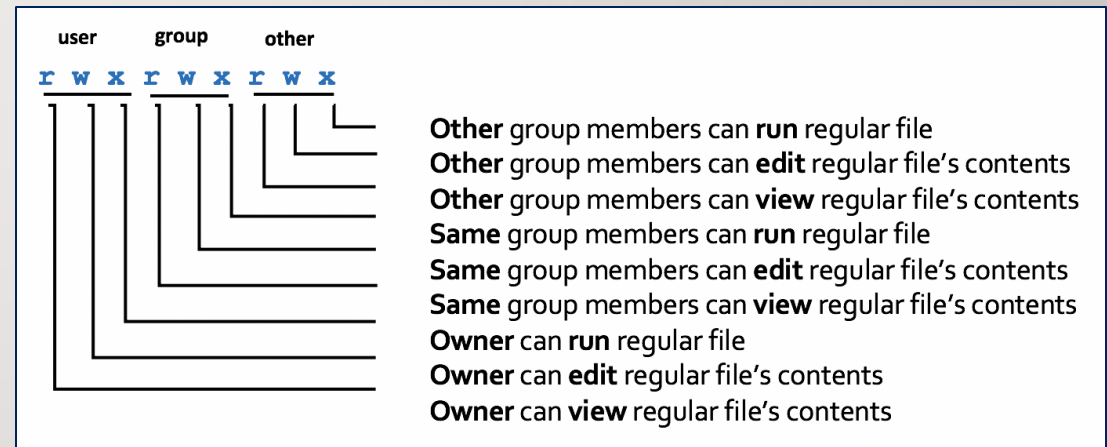 user group other
r w x r w x r w x
Other group members can run regular file
Other group members can edit regular file's contents
Other group members can view regular file's contents
Same group members can run regular file
Same group members can edit regular file's contents
Same group members can view regular file's contents
Owner can run regular file
Owner can edit regular file's contents
Owner can view regular file's contents